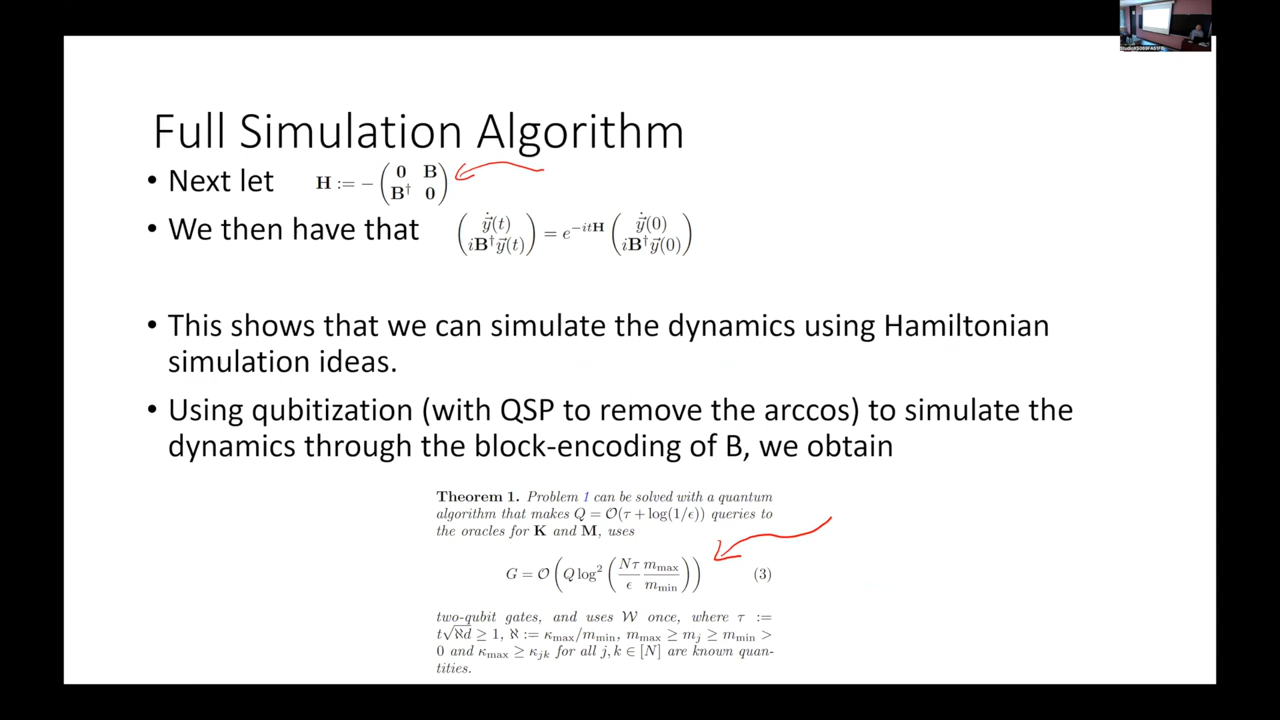 Full Simulation Algorithm
• Next let H := − ( 0 B B† 0 )
• We then have that ( ẏ⃗(t) iB†y⃗(t) ) = e^{−itH} ( ẏ⃗(0) iB†y⃗(0) )
• This shows that we can simulate the dynamics using Hamiltonian
simulation ideas.
• Using qubitization (with QSP to remove the arccos) to simulate the
dynamics through the block-encoding of B, we obtain
Theorem 1. Problem 1 can be solved with a quantum
algorithm that makes Q = O(τ + log(1/ϵ)) queries to
the oracles for K and M, uses
G = O ( Q log² ( Nτ/ϵ m_max/m_min ) ) (3)
two-qubit gates, and uses W once, where τ :=
t√ℵd ≥ 1, ℵ := κ_max/m_min, m_max ≥ m_j ≥ m_min >
0 and κ_max ≥ κ_jk for all j, k ∈ [N] are known quan-
tities.